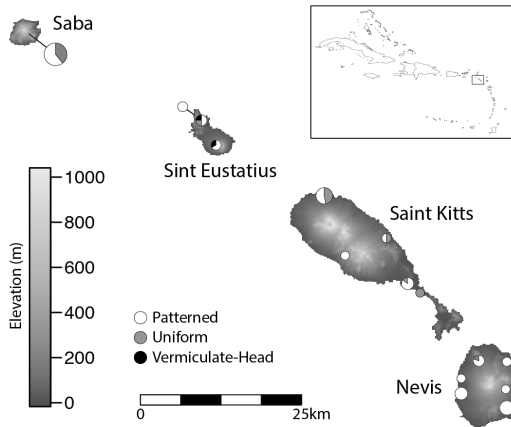 Saba
Sint Eustatius
Saint Kitts
Nevis
Elevation (m)
1000
800
600
400
200
0
Patterned
Uniform
Vermiculate-Head
0 25km